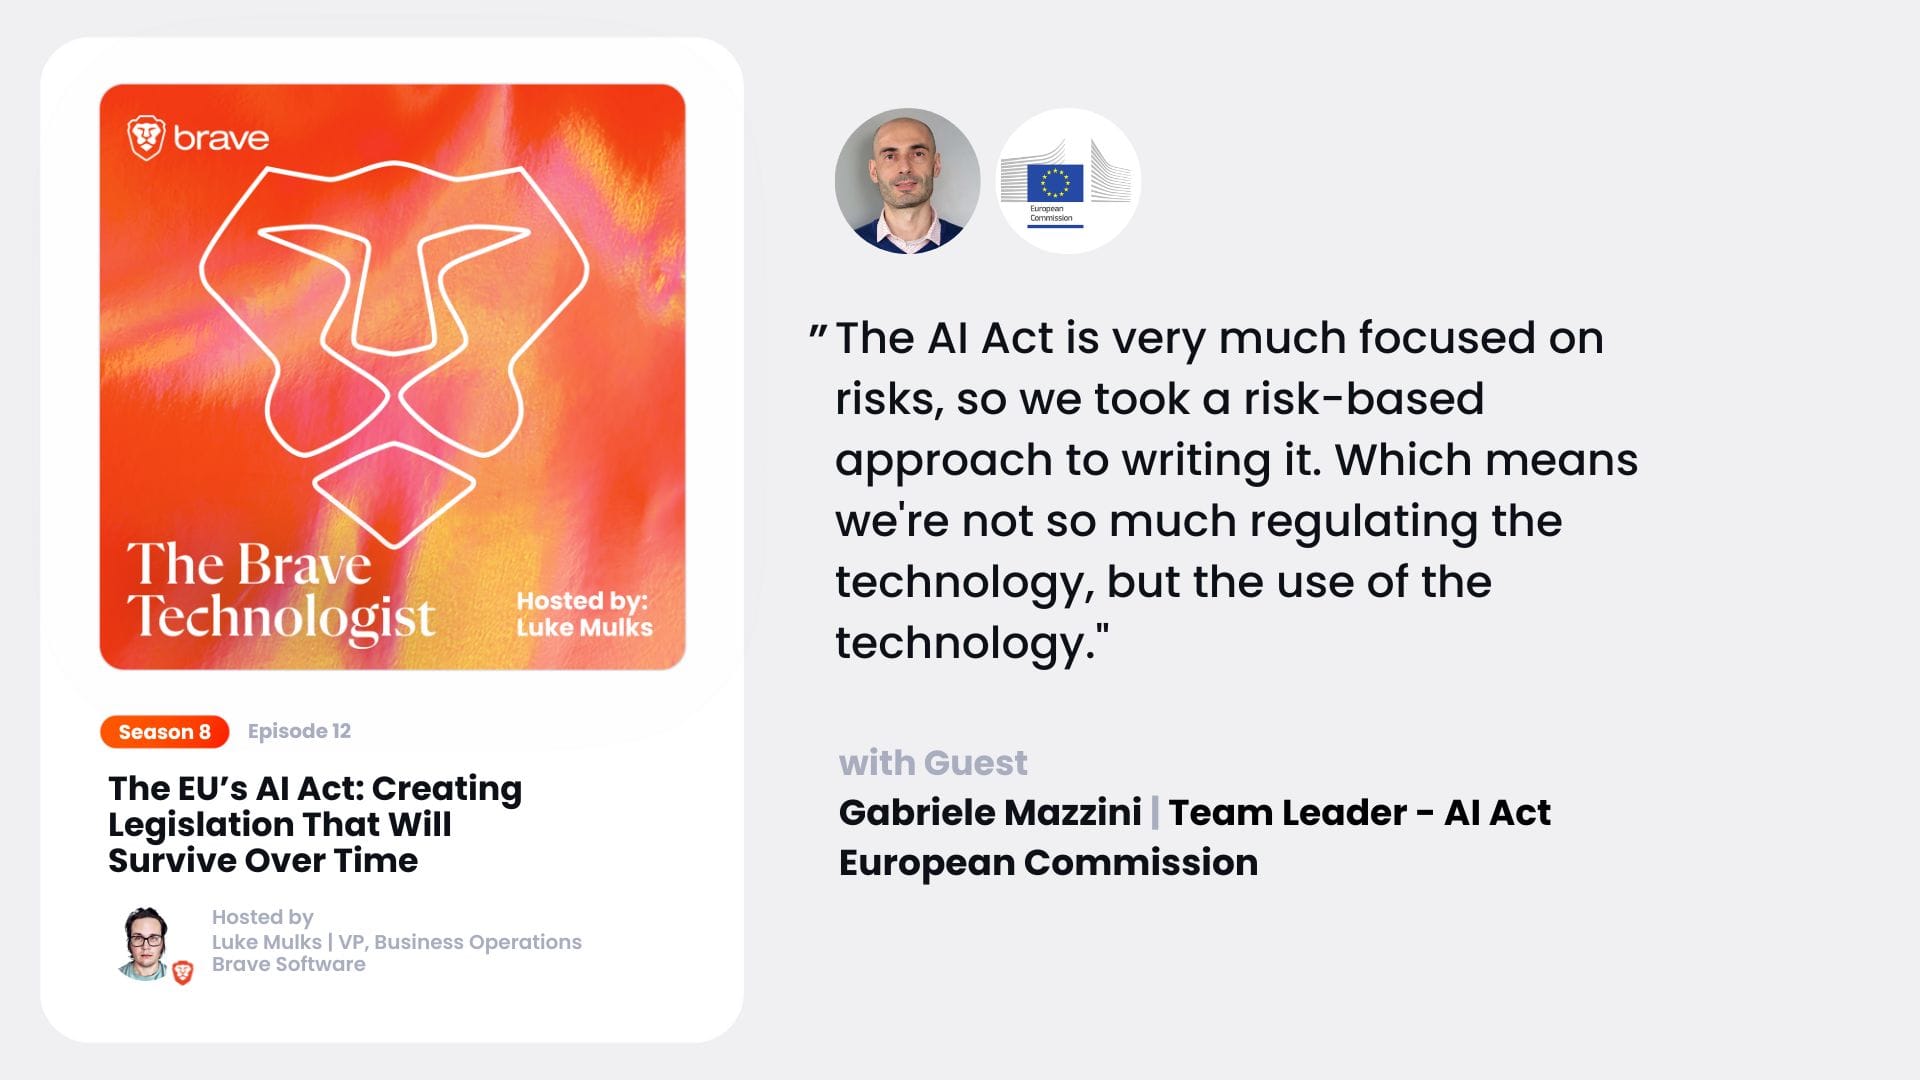 brave
The Brave
Technologist
Hosted by:
Luke Mulks
Season 8
Episode 12
The EU’s AI Act: Creating
Legislation That Will
Survive Over Time
Hosted by
Luke Mulks | VP, Business Operations
Brave Software
European
Commission
"The AI Act is very much focused on
risks, so we took a risk-based
approach to writing it. Which means
we're not so much regulating the
technology, but the use of the
technology."
with Guest
Gabriele Mazzini | Team Leader - AI Act
European Commission